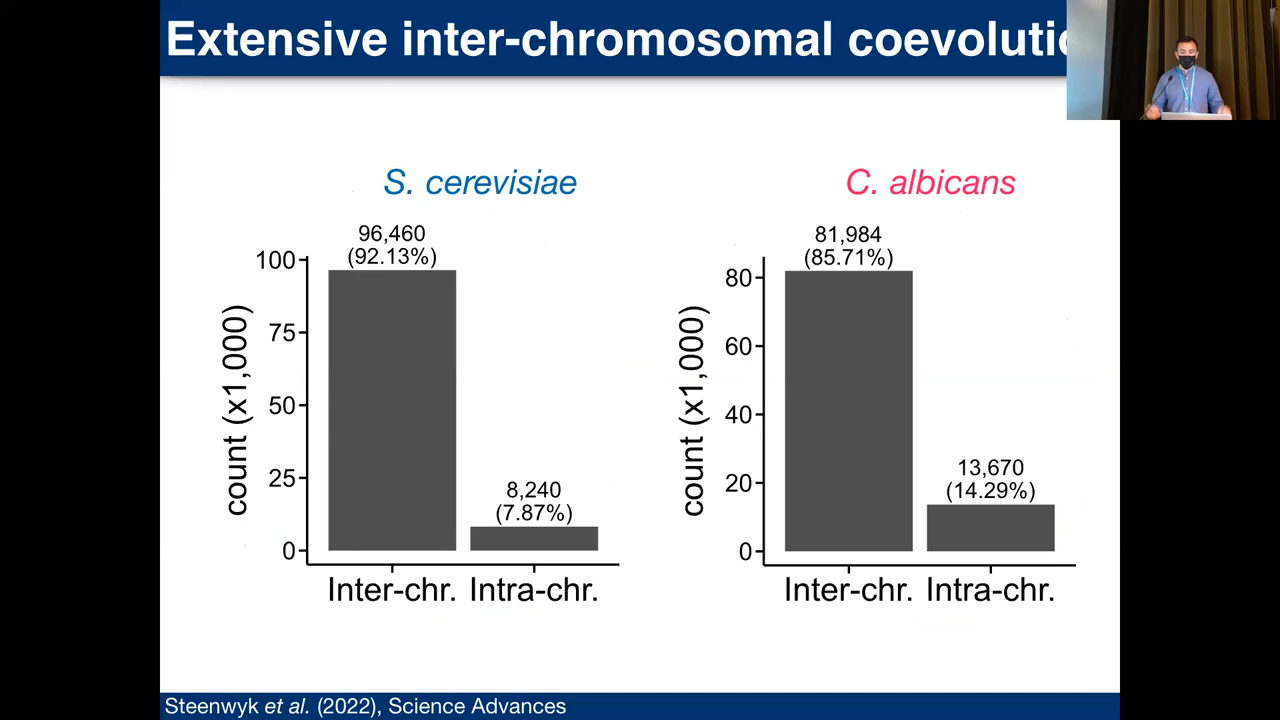 Extensive inter-chromosomal coevolutio
S. cerevisiae
96,460
(92.13%)
8,240
(7.87%)
100
75
50
25
0
count (x1,000)
Inter-chr. Intra-chr.
C. albicans
81,984
(85.71%)
13,670
(14.29%)
80
60
40
20
0
count (x1,000)
Inter-chr. Intra-chr.
Steenwyk et al. (2022), Science Advances